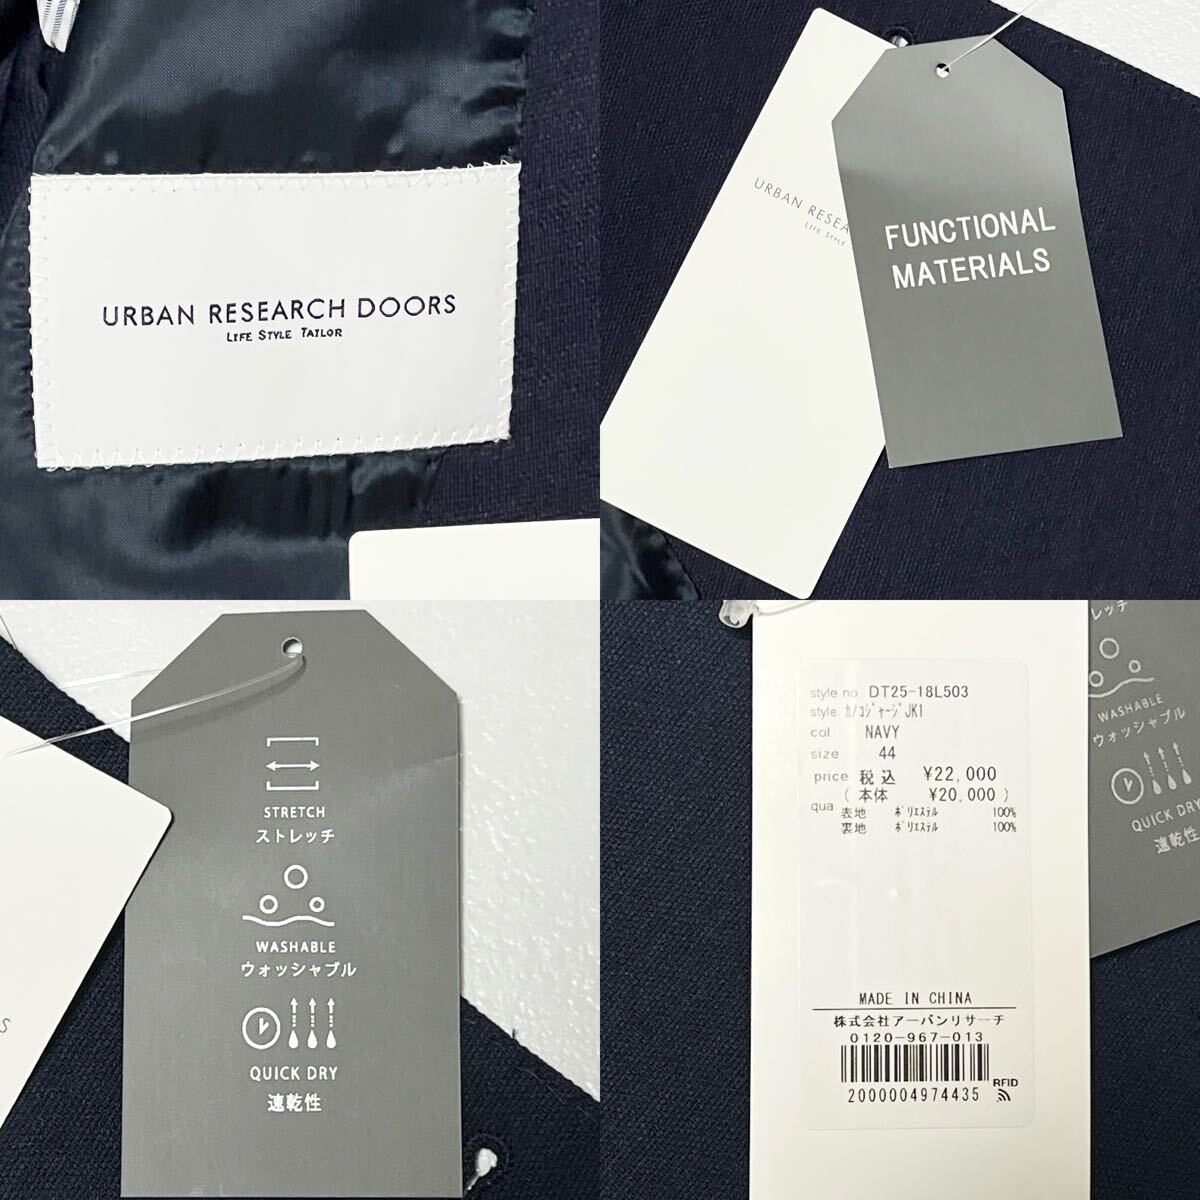 URBAN RESEARCH DOORS
LIFE STYLE TAILOR
URBAN
LIFE STYLE
FUNCTIONAL
MATERIALS
STRETCH
ストレッチ
WASHABLE
ウォッシャブル
QUICK DRY
速乾性
S
style no. DT25-18L503
style. ｶﾉｺｼﾞｬｰｼﾞJK1
col. NAVY
size 44
price 税込 ¥22,000
( 本体 ¥20,000 )
qua. 表地 ﾎﾟﾘｴｽﾃﾙ 100%
裏地 ﾎﾟﾘｴｽﾃﾙ 100%
MADE IN CHINA
株式会社アーバンリサーチ
0120-967-013
RFID
2000004974435
レッチ
WASHABLE
ウォッシャブル
QUICK DRY
速乾性